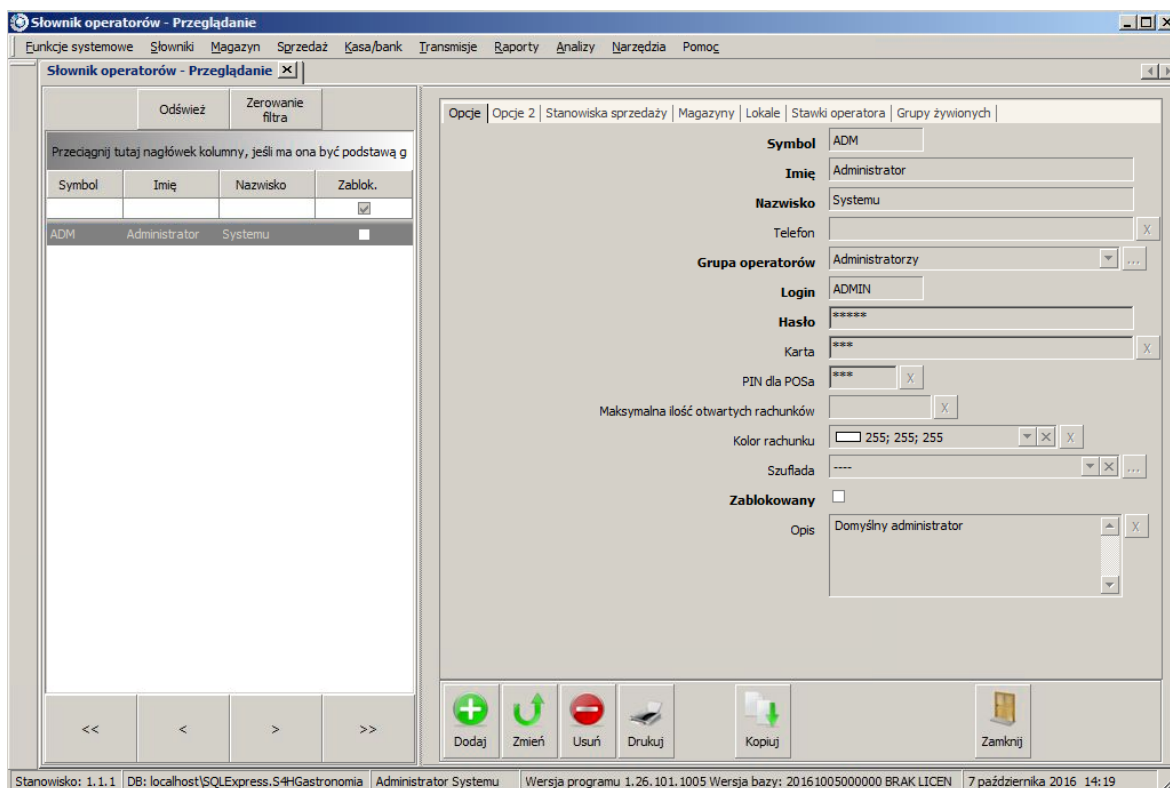 Słownik operatorów - Przeglądanie
Funkcje systemowe Słowniki Magazyn Sprzedaż Kasa/bank Transmisje Raporty Analizy Narzędzia Pomoc
Słownik operatorów - Przeglądanie
Odśwież Zerowanie filtra
Przeciągnij tutaj nagłówek kolumny, jeśli ma ona być podstawą g
Symbol Imię Nazwisko Zablok.
ADM Administrator Systemu
<< < > >>
Opcje Opcje 2 Stanowiska sprzedaży Magazyny Lokale Stawki operatora Grupy żywionych
Symbol ADM
Imię Administrator
Nazwisko Systemu
Telefon X
Grupa operatorów Administratorzy ...
Login ADMIN
Hasło *****
Karta *** X
PIN dla POSa *** X
Maksymalna ilość otwartych rachunków X
Kolor rachunku 255; 255; 255 X
Szuflada ---- ...
Zablokowany
Opis Domyślny administrator X
Dodaj Zmień Usuń Drukuj Kopiuj Zamknij
Stanowisko: 1.1.1 DB: localhost\SQLExpress.S4HGastronomia Administrator Systemu Wersja programu 1.26.101.1005 Wersja bazy: 20161005000000 BRAK LICEN 7 października 2016 14:19